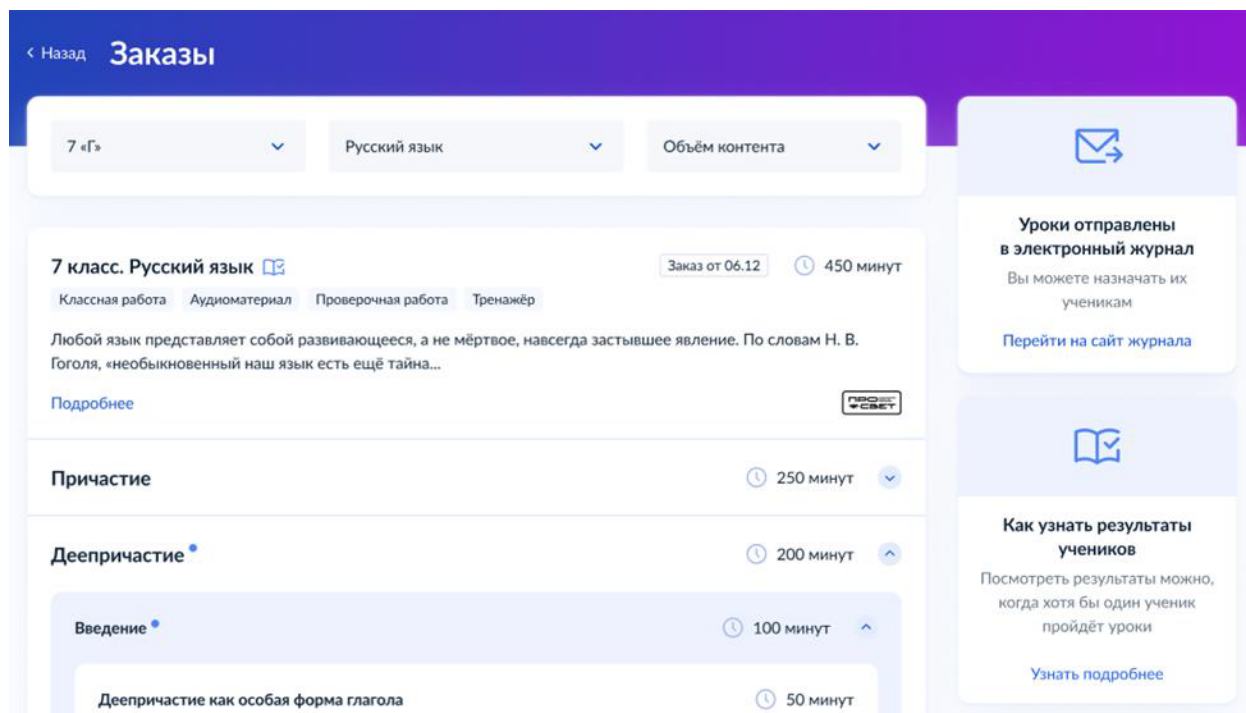 Назад Заказы
7 «Г» Русский язык Объём контента
7 класс. Русский язык Заказ от 06.12 450 минут
Классная работа Аудиоматериал Проверочная работа Тренажёр
Любой язык представляет собой развивающееся, а не мёртвое, навсегда застывшее явление. По словам Н. В.
Гоголя, «необыкновенный наш язык есть ещё тайна...
Подробнее
ПРО
СВЕТ
Причастие 250 минут
Деепричастие 200 минут
Введение 100 минут
Деепричастие как особая форма глагола 50 минут
Уроки отправлены
в электронный журнал
Вы можете назначать их
ученикам
Перейти на сайт журнала
Как узнать результаты
учеников
Посмотреть результаты можно,
когда хотя бы один ученик
пройдёт уроки
Узнать подробнее